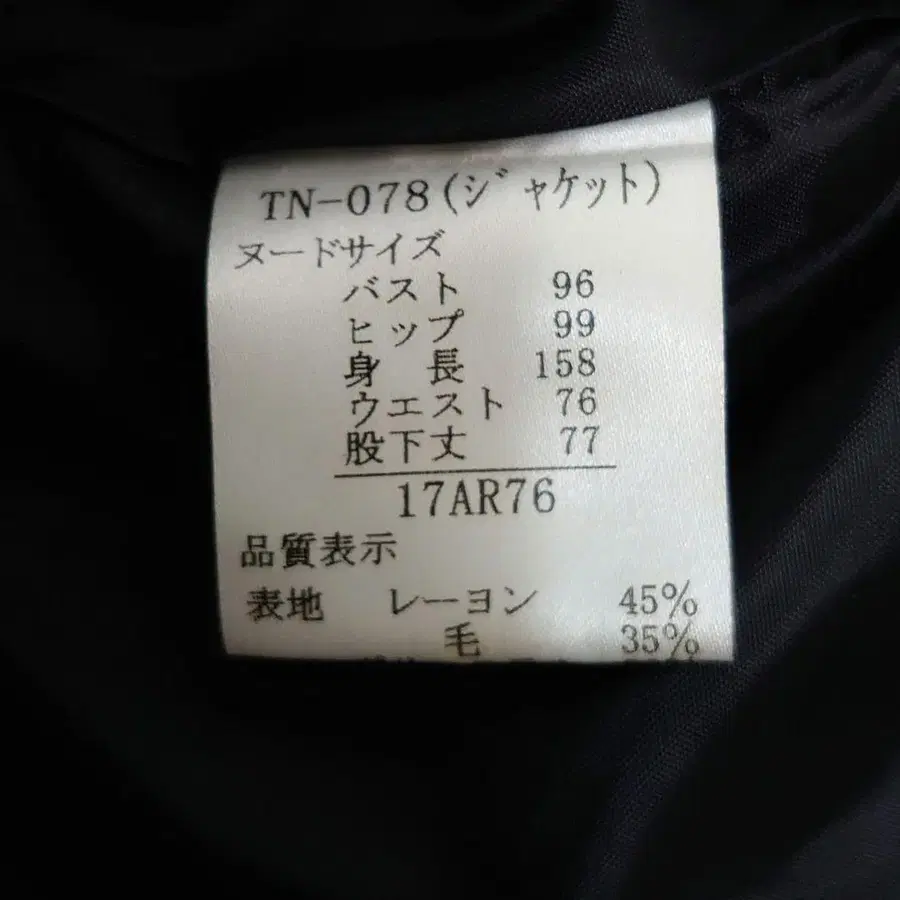 TN-078(ジャケット)
ヌードサイズ
バスト 96
ヒップ 99
身 長 158
ウエスト 76
股下丈 77
17AR76
品質表示
表地 レーヨン 45%
毛 35%